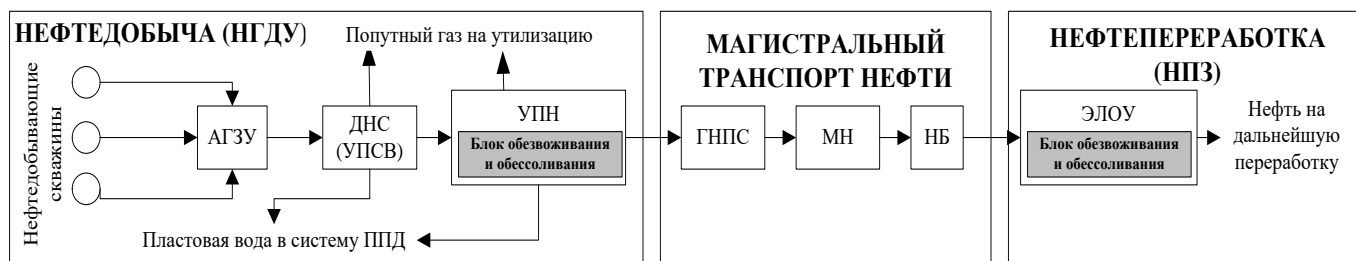 НЕФТЕДОБЫЧА (НГДУ)
Попутный газ на утилизацию
Нефтедобывающие
скважины
АГЗУ
ДНС
(УПСВ)
УПН
Блок обезвоживания
и обессоливания
Пластовая вода в систему ППД
МАГИСТРАЛЬНЫЙ
ТРАНСПОРТ НЕФТИ
ГНПС
МН
НБ
НЕФТЕПЕРЕРАБОТКА
(НПЗ)
ЭЛОУ
Блок обезвоживания
и обессоливания
Нефть на
дальнейшую
переработку